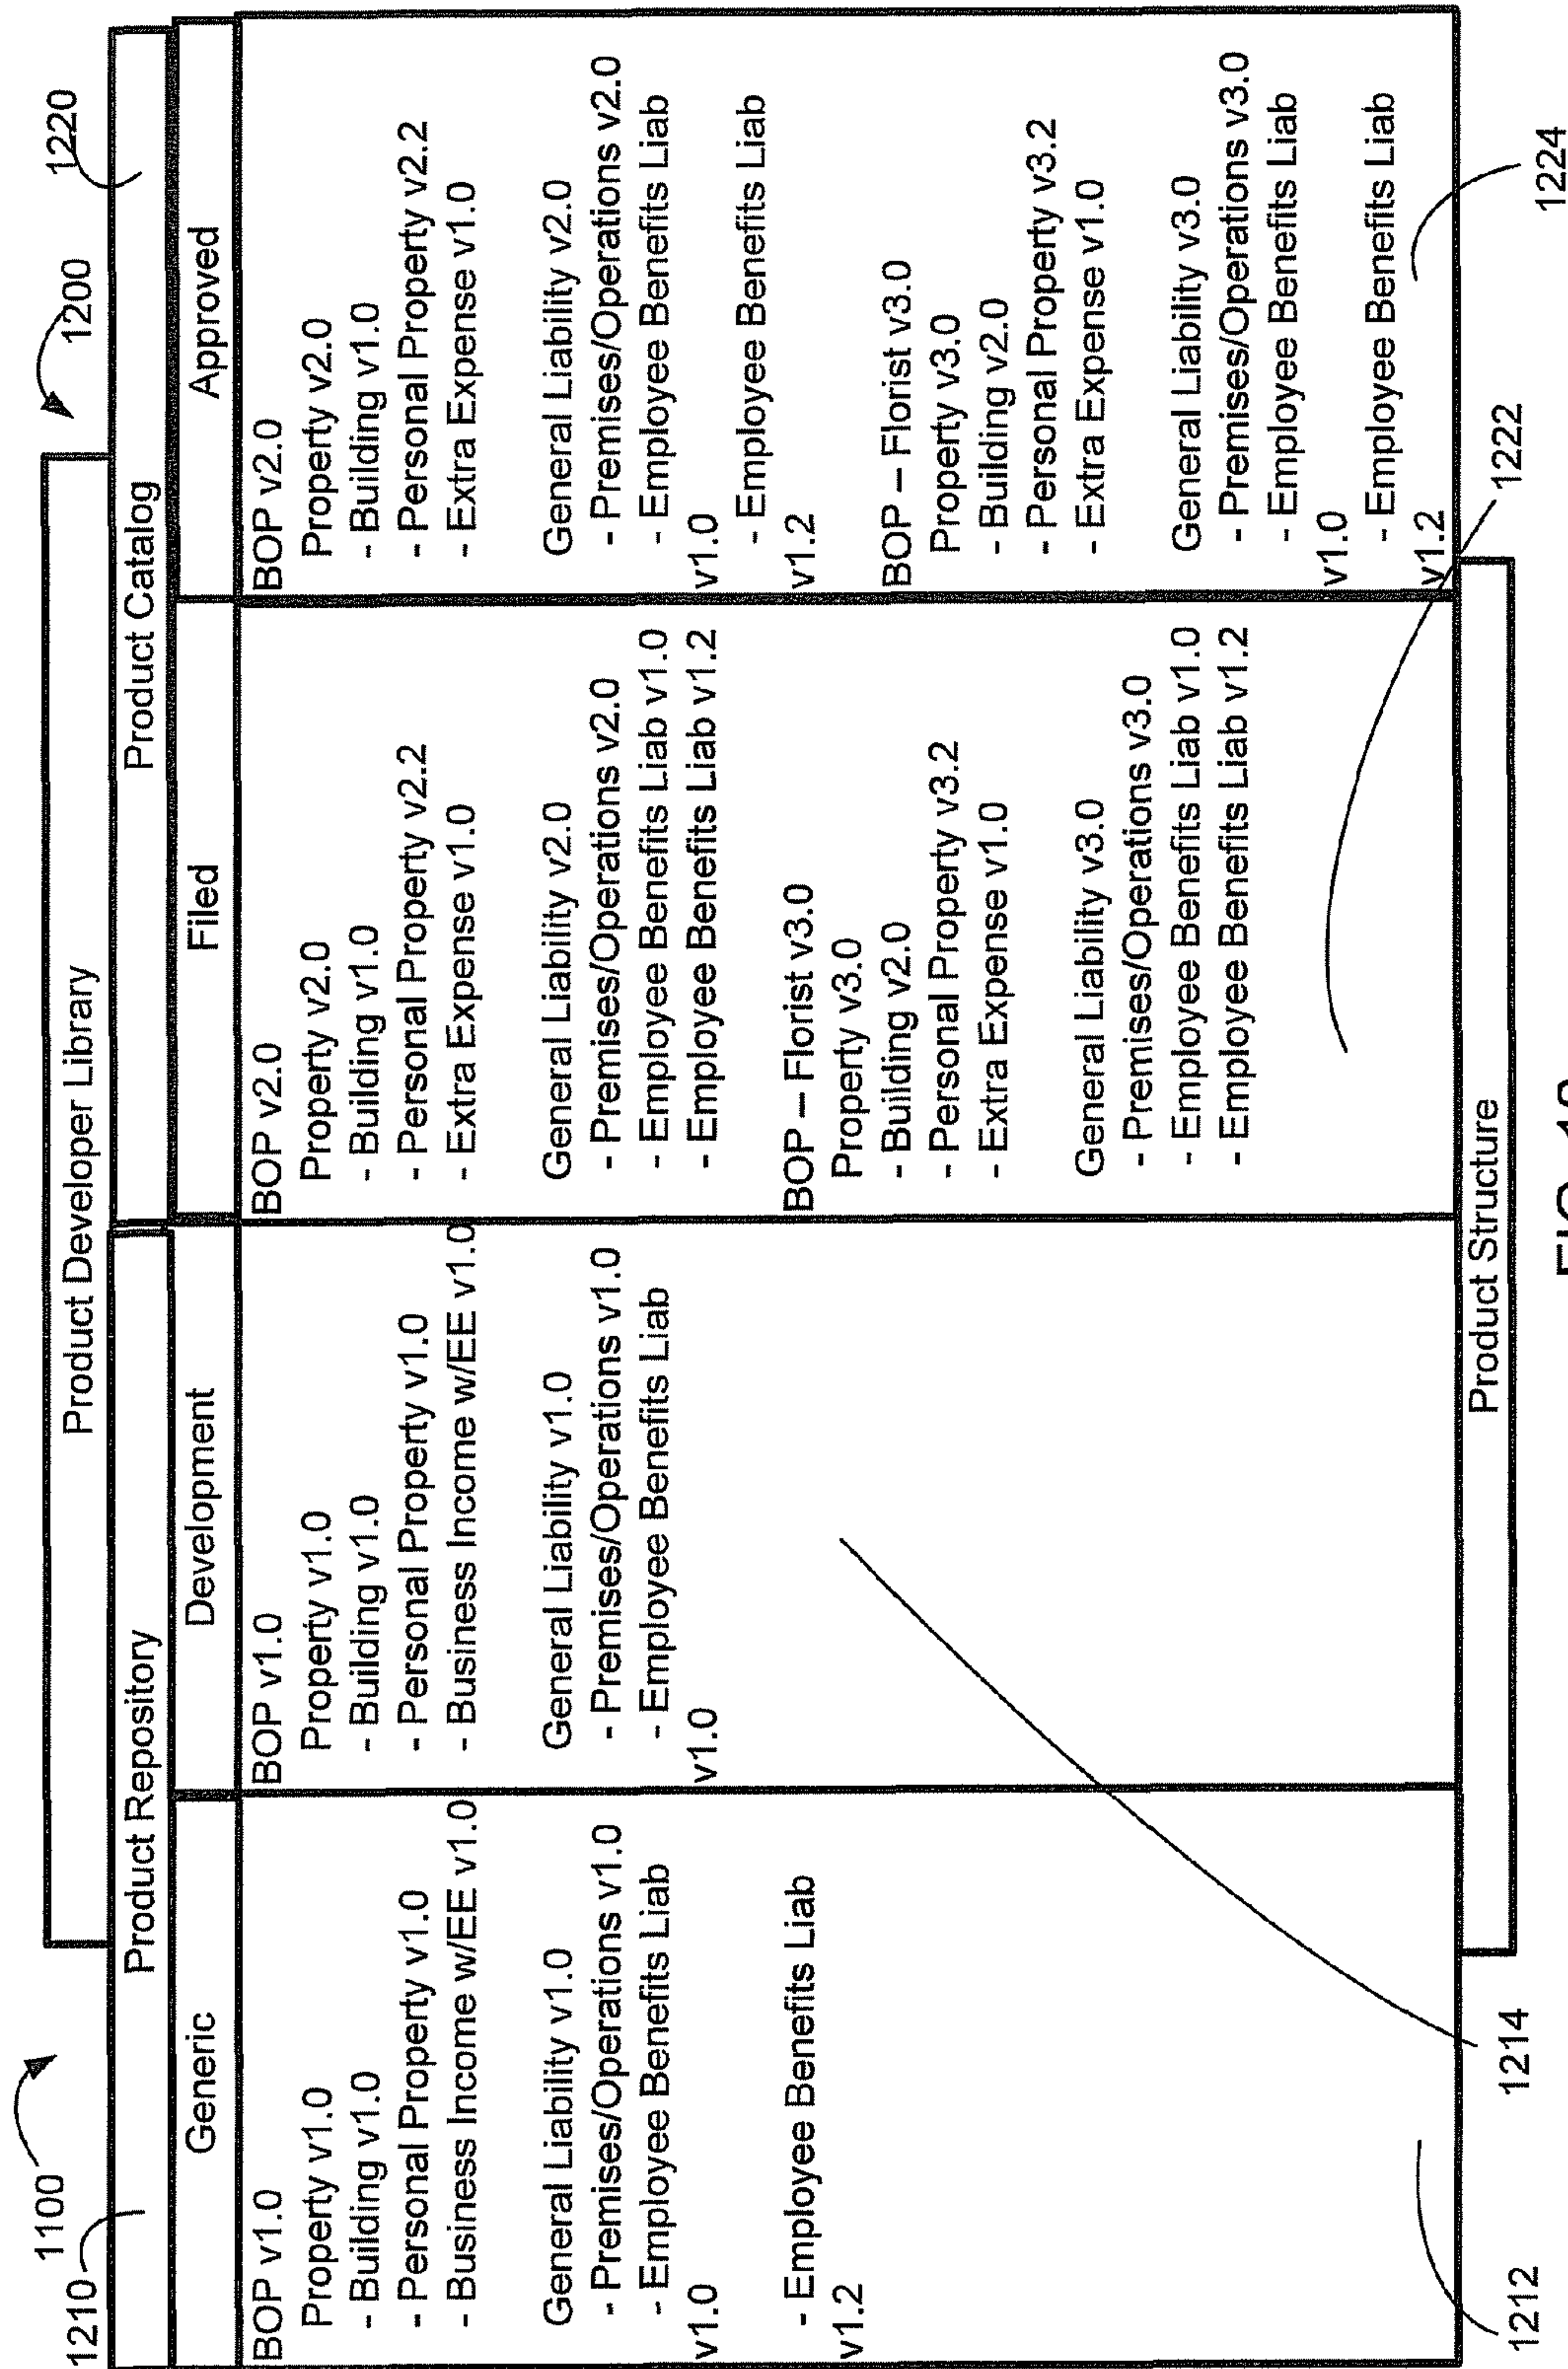 1100
1200
1210
1220
Product Developer Library
Product Repository
Product Catalog
Generic
Development
Filed
Approved
BOP v1.0
Property v1.0
- Building v1.0
- Personal Property v1.0
- Business Income w/EE v1.0
General Liability v1.0
- Premises/Operations v1.0
- Employee Benefits Liab
v1.0
- Employee Benefits Liab
v1.2
BOP v1.0
Property v1.0
- Building v1.0
- Personal Property v1.0
- Business Income w/EE v1.0
General Liability v1.0
- Premises/Operations v1.0
- Employee Benefits Liab
v1.0
BOP v2.0
Property v2.0
- Building v1.0
- Personal Property v2.2
- Extra Expense v1.0
General Liability v2.0
- Premises/Operations v2.0
- Employee Benefits Liab v1.0
- Employee Benefits Liab v1.2
BOP – Florist v3.0
Property v3.0
- Building v2.0
- Personal Property v3.2
- Extra Expense v1.0
General Liability v3.0
- Premises/Operations v3.0
- Employee Benefits Liab v1.0
- Employee Benefits Liab v1.2
BOP v2.0
Property v2.0
- Building v1.0
- Personal Property v2.2
- Extra Expense v1.0
General Liability v2.0
- Premises/Operations v2.0
- Employee Benefits Liab
v1.0
- Employee Benefits Liab
v1.2
BOP – Florist v3.0
Property v3.0
- Building v2.0
- Personal Property v3.2
- Extra Expense v1.0
General Liability v3.0
- Premises/Operations v3.0
- Employee Benefits Liab
v1.0
- Employee Benefits Liab
v1.2
Product Structure
1212
1214
1222
1224